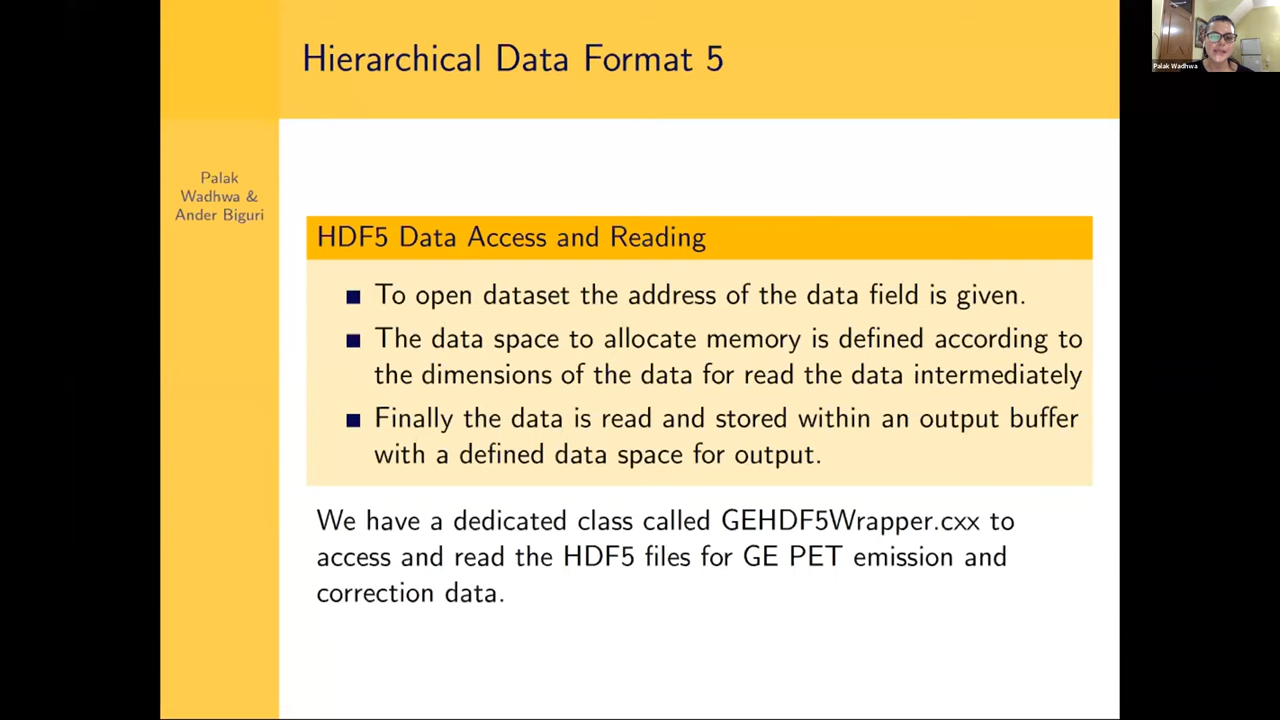 Hierarchical Data Format 5
Palak Wadhwa
Palak
Wadhwa &
Ander Biguri
HDF5 Data Access and Reading
To open dataset the address of the data field is given.
The data space to allocate memory is defined according to
the dimensions of the data for read the data intermediately
Finally the data is read and stored within an output buffer
with a defined data space for output.
We have a dedicated class called GEHDF5Wrapper.cxx to
access and read the HDF5 files for GE PET emission and
correction data.